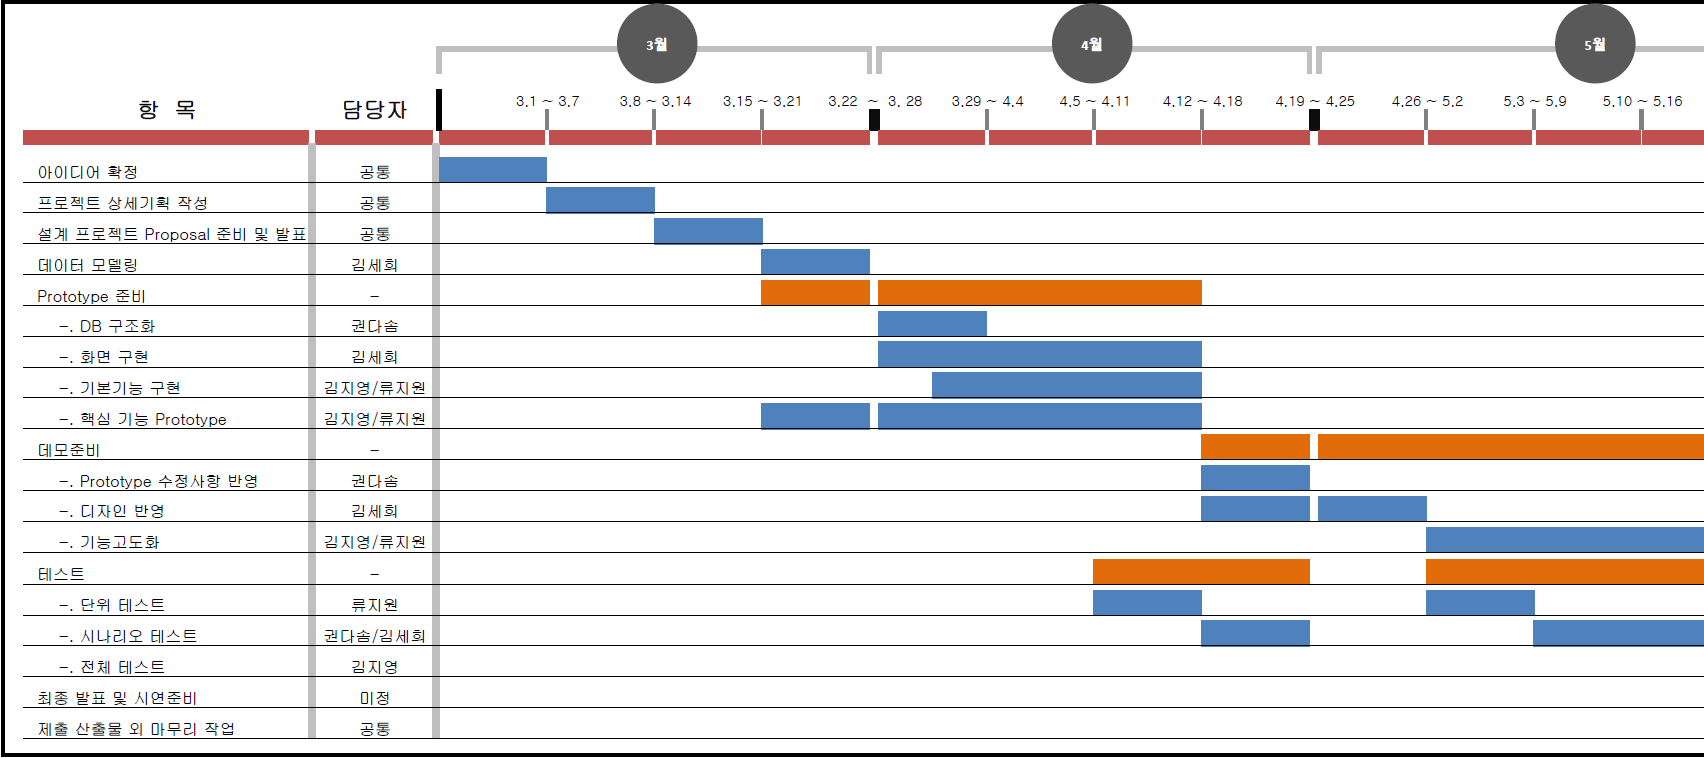 3월 4월 5월
항 목 담당자 3.1 ~ 3.7 3.8 ~ 3.14 3.15 ~ 3.21 3.22 ~ 3. 28 3.29 ~ 4.4 4.5 ~ 4.11 4.12 ~ 4.18 4.19 ~ 4.25 4.26 ~ 5.2 5.3 ~ 5.9 5.10 ~ 5.16
아이디어 확정 공통
프로젝트 상세기획 작성 공통
설계 프로젝트 Proposal 준비 및 발표 공통
데이터 모델링 김세희
Prototype 준비 -
-. DB 구조화 권다솜
-. 화면 구현 김세희
-. 기본기능 구현 김지영/류지원
-. 핵심 기능 Prototype 김지영/류지원
데모준비 -
-. Prototype 수정사항 반영 권다솜
-. 디자인 반영 김세희
-. 기능고도화 김지영/류지원
테스트 -
-. 단위 테스트 류지원
-. 시나리오 테스트 권다솜/김세희
-. 전체 테스트 김지영
최종 발표 및 시연준비 미정
제출 산출물 외 마무리 작업 공통